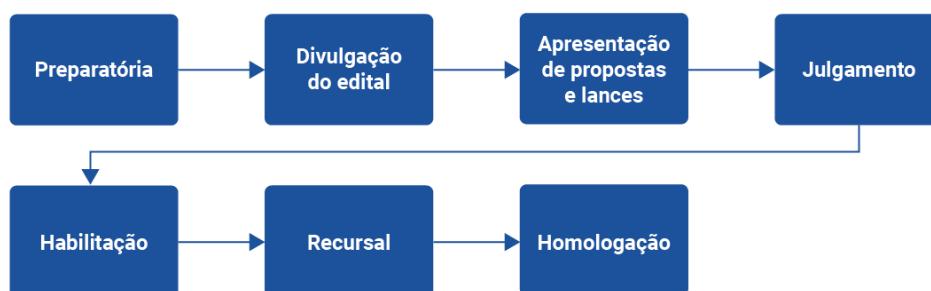 Preparatória
Divulgação
do edital
Apresentação
de propostas
e lances
Julgamento
Habilitação
Recursal
Homologação